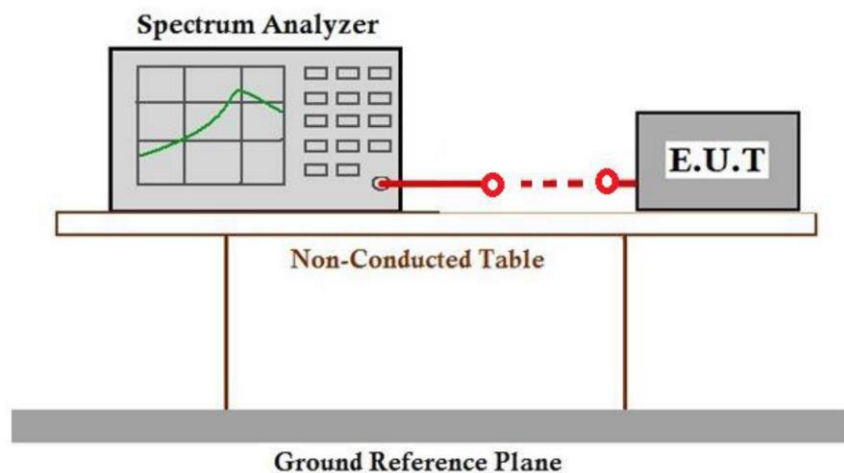 Spectrum Analyzer
E.U.T
Non-Conducted Table
Ground Reference Plane